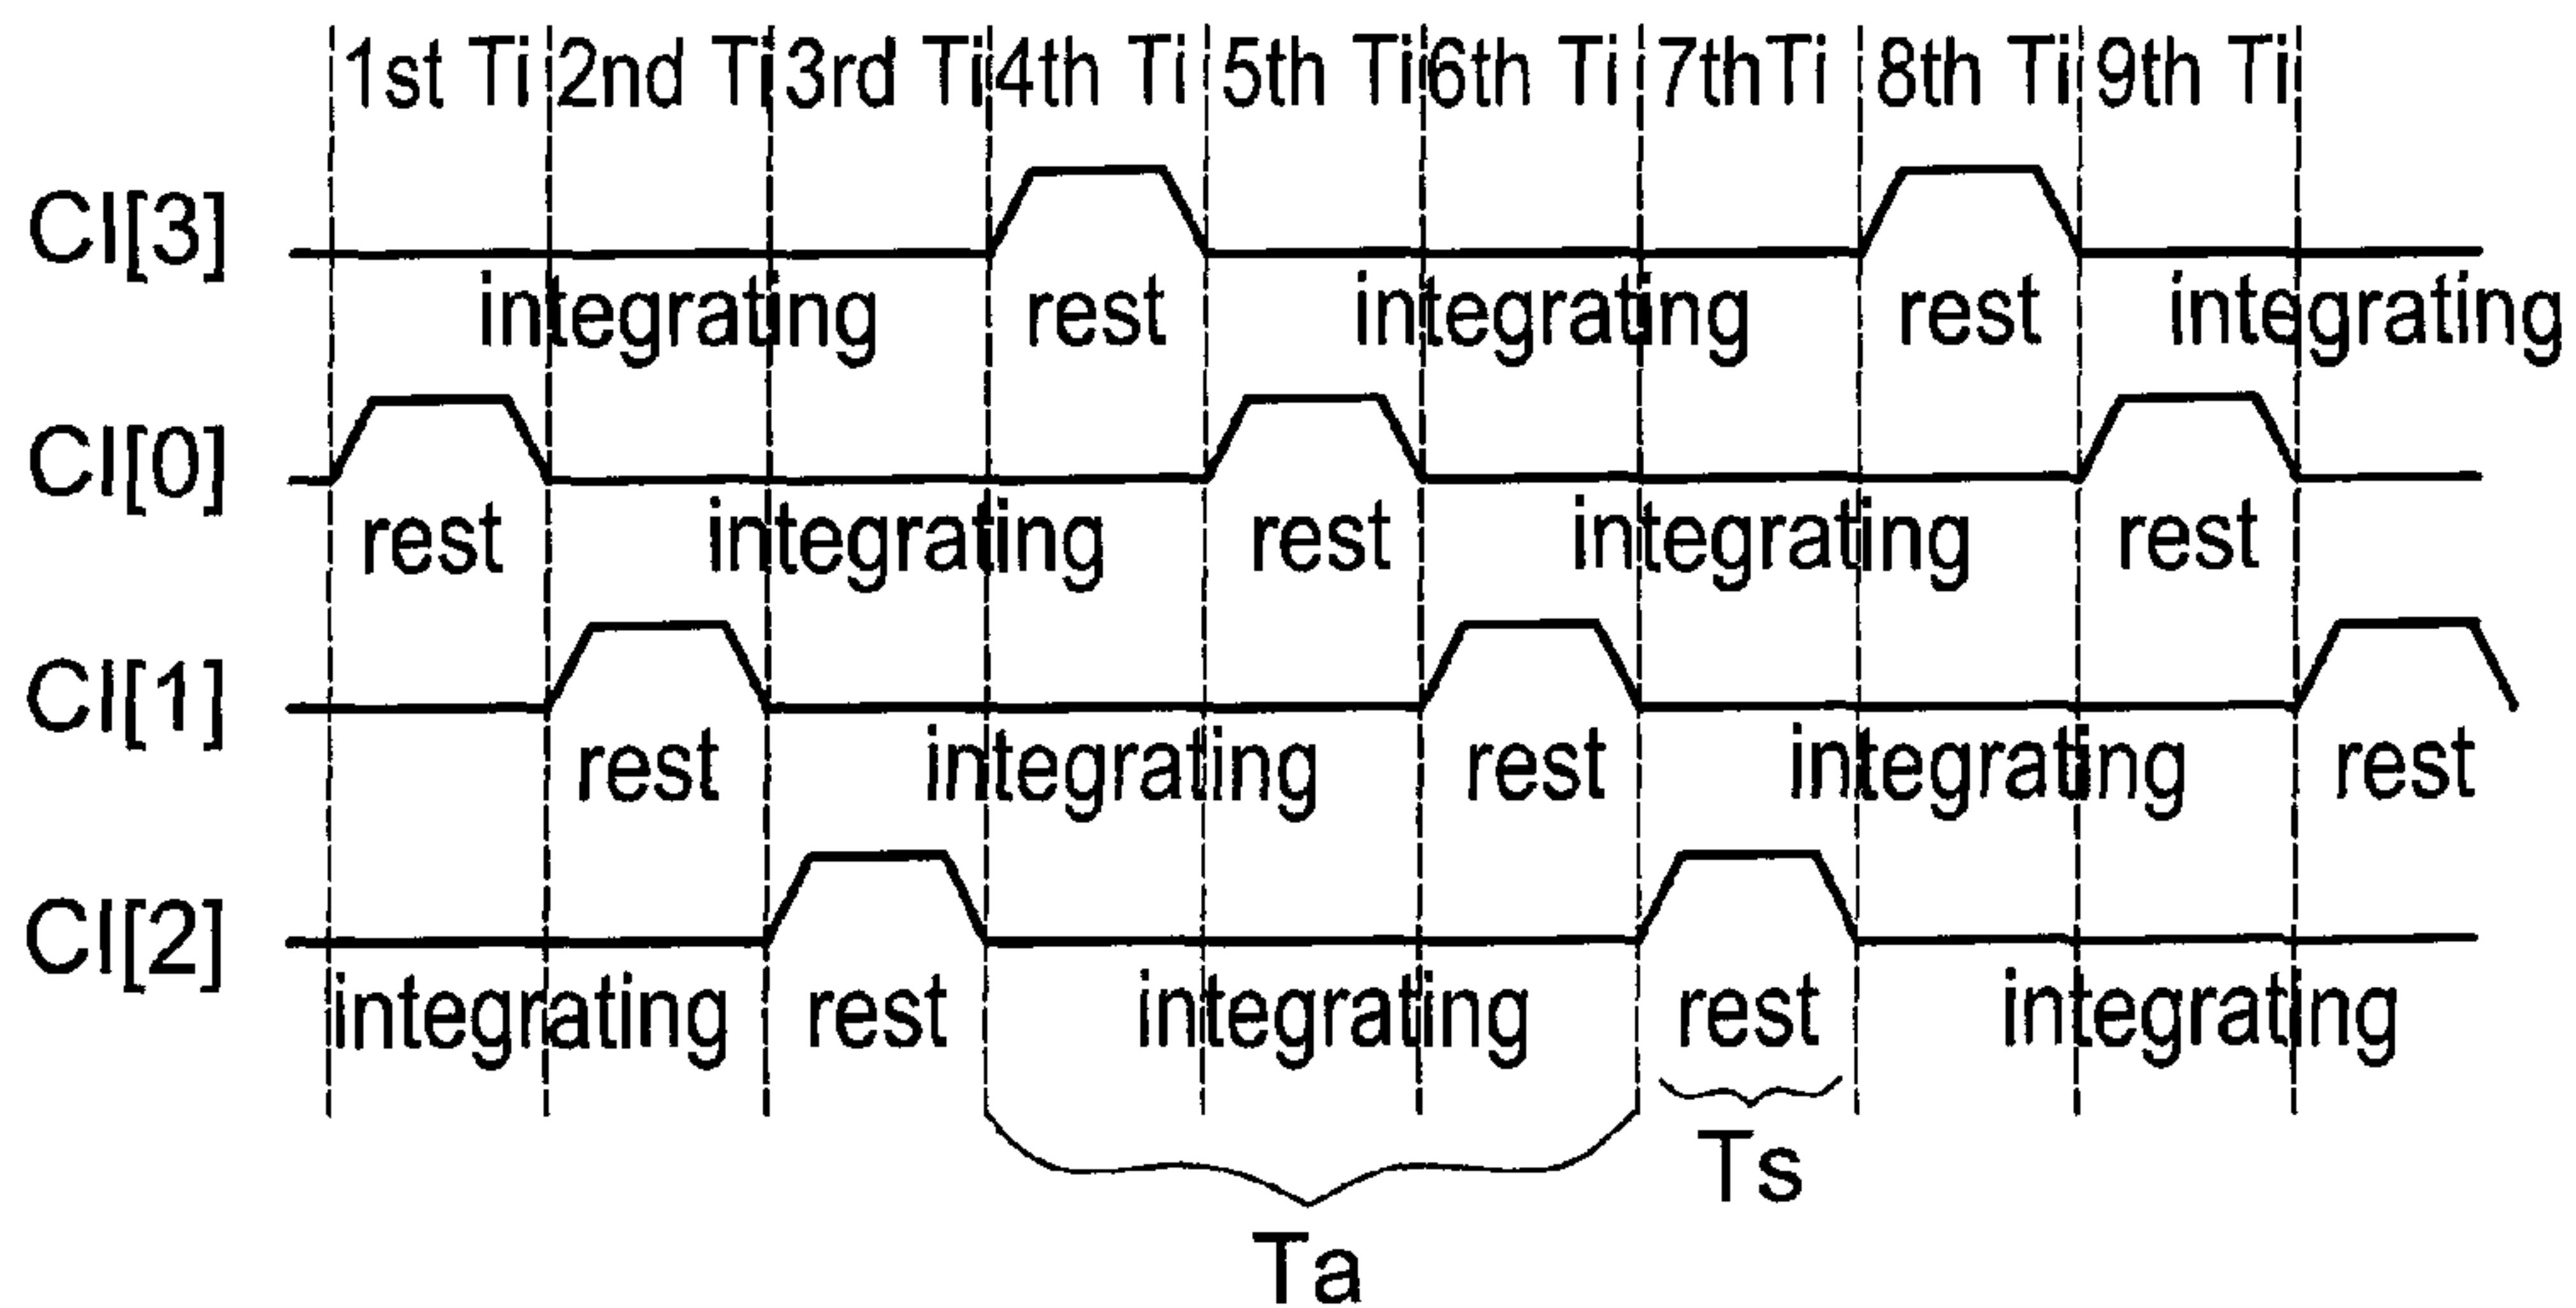 1st Ti 2nd Ti 3rd Ti 4th Ti 5th Ti 6th Ti 7thTi 8th Ti 9th Ti
CI[3]
integrating rest integrating rest integrating
CI[0]
rest integrating rest integrating rest
CI[1]
rest integrating rest integrating rest
CI[2]
integrating rest integrating rest integrating
Ts
Ta